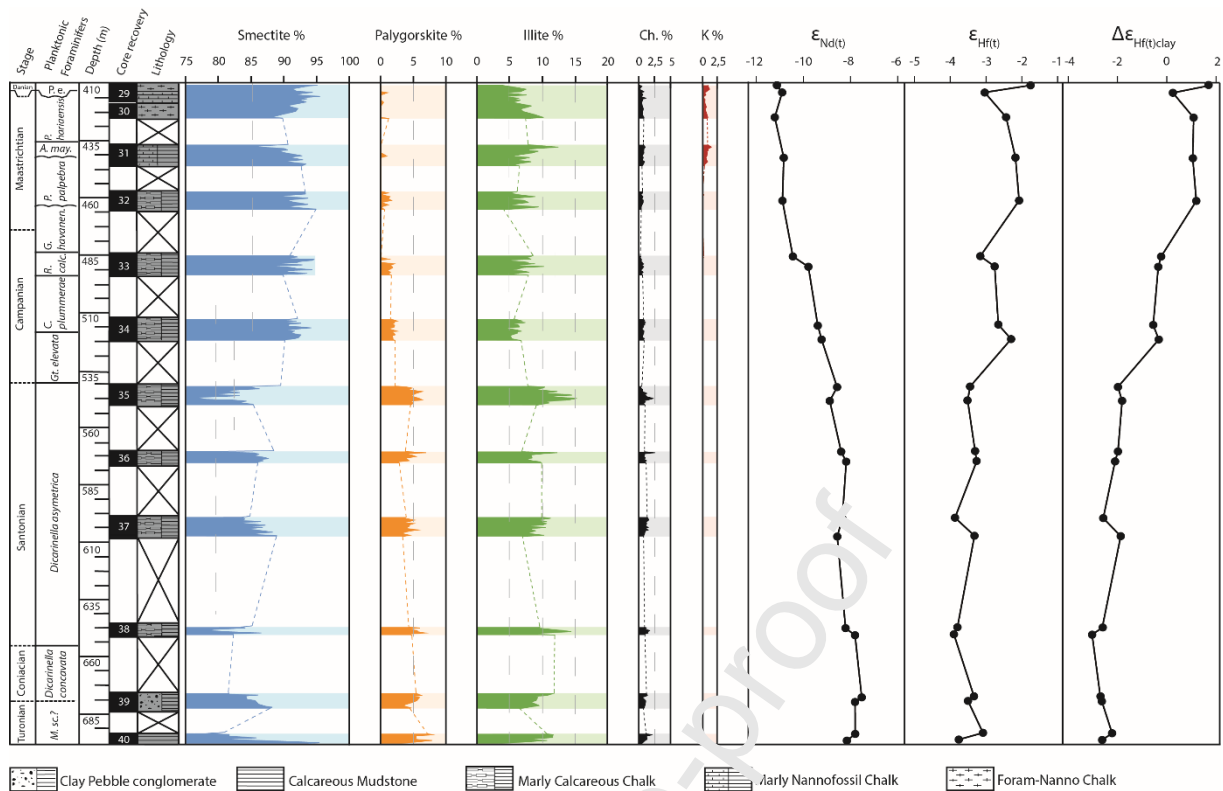 Stage
Planktonic Foraminifers
Depth (m)
Core recovery
Lithology
Smectite %
Palygorskite %
Illite %
Ch. %
K %
εNd(t)
εHf(t)
ΔεHf(t)clay
75 80 85 90 95 100
0 5 10
0 5 10 15 20
0 2,5 5
0 2.5
-12 -10 -8 -6
-5 -4 -3 -2 -1
-4 -2 0 2
Danian
Maastrichtian
Campanian
Santonian
Coniacian
Turonian
P. e.
P. hariaensis
A. may.
P. palpebra
G. havanen.
R. calc.
C. plummerae
Gt. elevata
Dicarinella asymetrica
Dicarinella concavata
M. sc.?
410
435
460
485
510
535
560
585
610
635
660
685
29
30
31
32
33
34
35
36
37
38
39
40
-proof
Clay Pebble conglomerate
Calcareous Mudstone
Marly Calcareous Chalk
Marly Nannofossil Chalk
Foram-Nanno Chalk